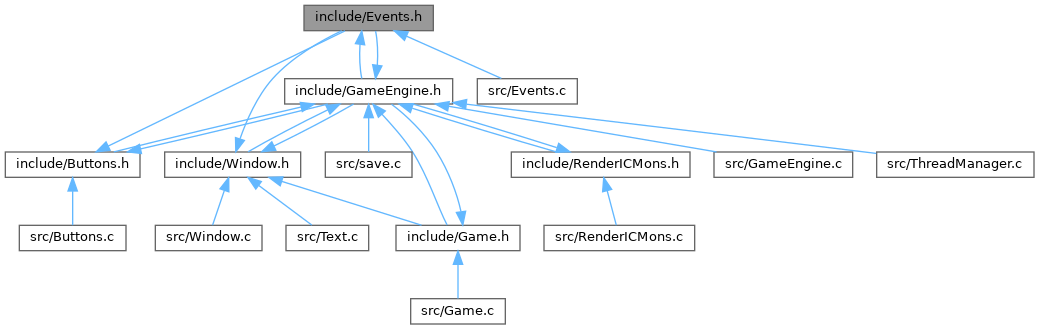 include/Events.h
include/GameEngine.h
src/Events.c
include/Buttons.h
include/Window.h
src/save.c
include/RenderICMons.h
src/GameEngine.c
src/ThreadManager.c
src/Buttons.c
src/Window.c
src/Text.c
include/Game.h
src/RenderICMons.c
src/Game.c